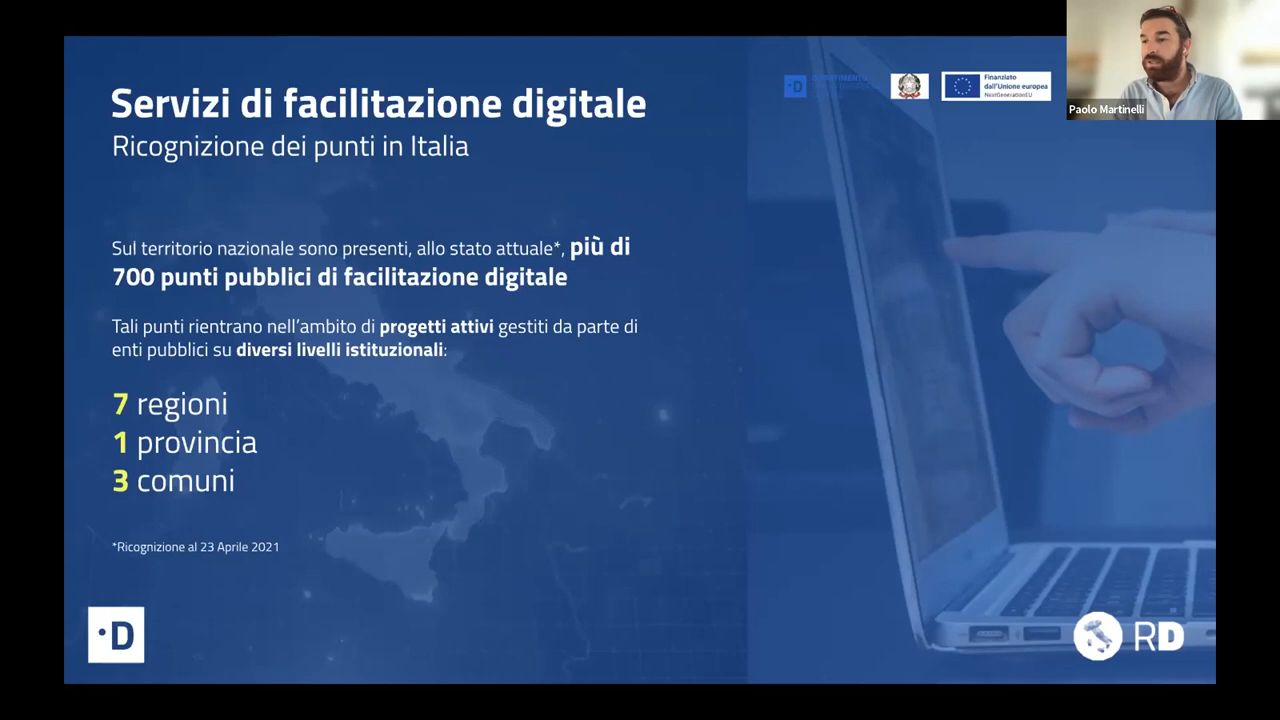 Servizi di facilitazione digitale
Ricognizione dei punti in Italia
Finanziato
dall'Unione europea
NextGenerationEU
Paolo Martinelli
Sul territorio nazionale sono presenti, allo stato attuale*, più di
700 punti pubblici di facilitazione digitale
Tali punti rientrano nell'ambito di progetti attivi gestiti da parte di
enti pubblici su diversi livelli istituzionali:
7 regioni
1 provincia
3 comuni
*Ricognizione al 23 Aprile 2021
·D
RD